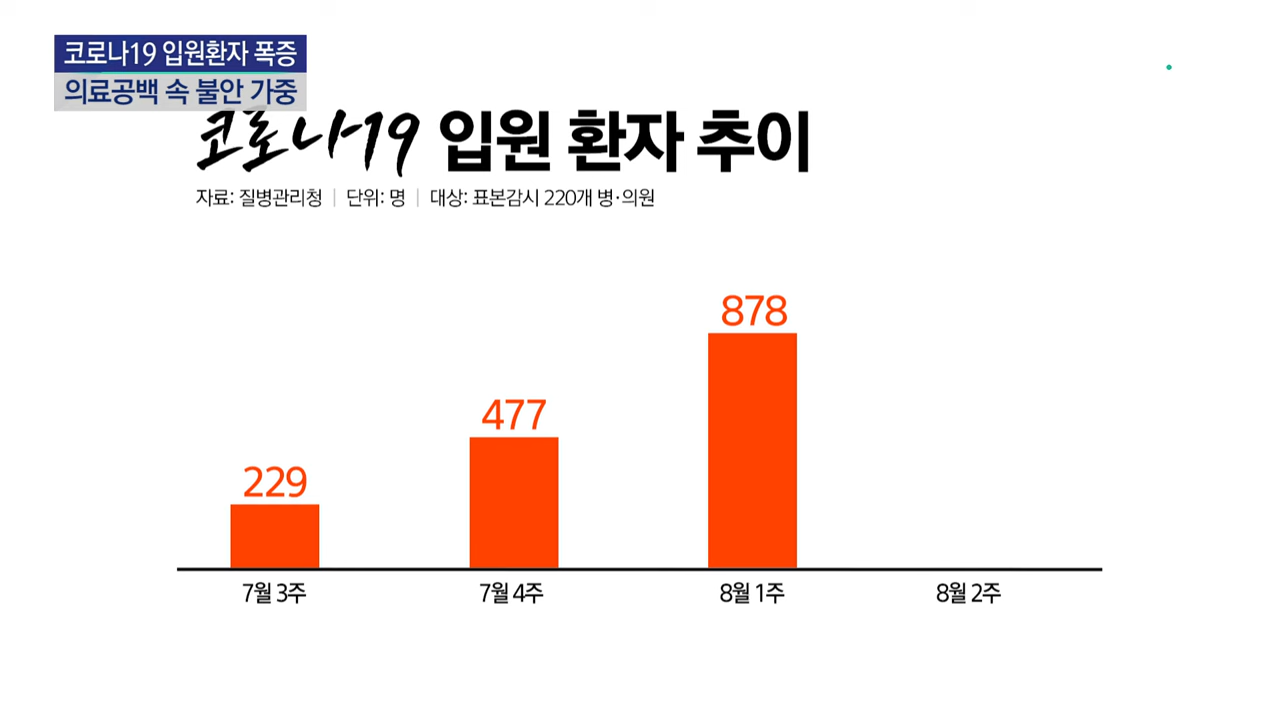 코로나19 입원환자 폭증
의료공백 속 불안 가중
코로나19 입원 환자 추이
자료: 질병관리청 | 단위: 명 | 대상: 표본감시 220개 병·의원
878
477
229
7월 3주 7월 4주 8월 1주 8월 2주